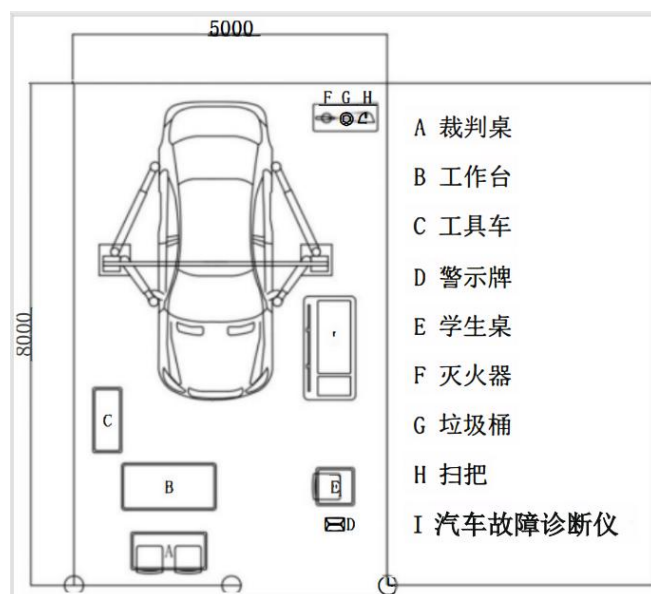 5000
F G H
A 裁判桌
B 工作台
C 工具车
D 警示牌
E 学生桌
F 灭火器
G 垃圾桶
H 扫把
I 汽车故障诊断仪
8000
C
B
E
D
A